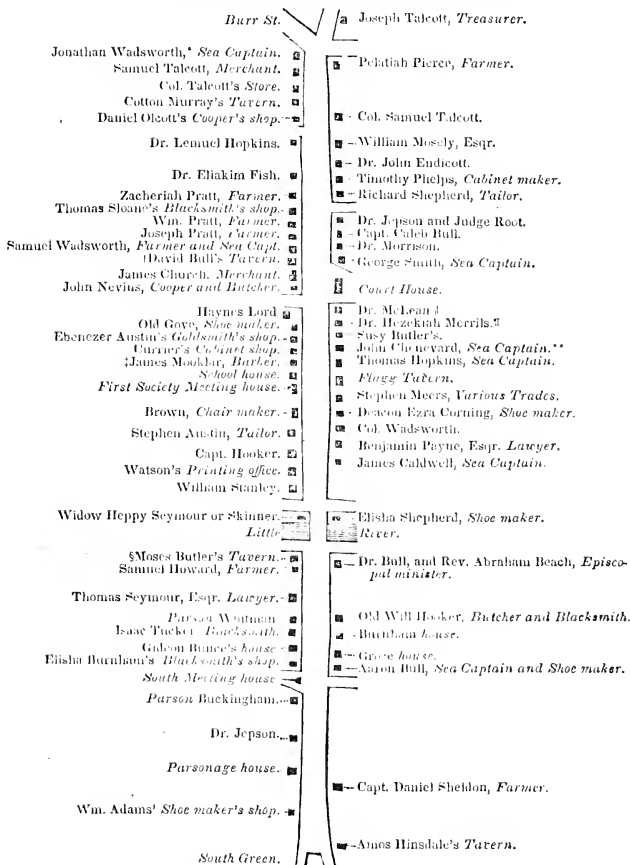 Burr St.
a Joseph Talcott, Treasurer.
Jonathan Wadsworth,* Sea Captain.
Samuel Talcott, Merchant.
Col. Talcott's Store.
Cotton Murray's Tavern.
Daniel Olcott's Cooper's shop.
Dr. Lemuel Hopkins.
Dr. Eliakim Fish.
Zacheriah Pratt, Farmer.
Thomas Sloane's Blacksmith's shop.
Wm. Pratt, Farmer.
Joseph Pratt, Farmer.
Samuel Wadsworth, Farmer and Sea Capt.
†David Bull's Tavern.
James Church, Merchant.
John Nevius, Cooper and Butcher.
Haynes Lord
Old Gove, Shoe maker.
Ebenezer Austin's Goldsmith's shop.
Currier's Cabinet shop.
‡James Mooklar, Barber.
School house.
First Society Meeting house.
Brown, Chair maker.
Stephen Austin, Tailor.
Capt. Hooker.
Watson's Printing office.
William Stanley.
Widow Heppy Seymour or Skinner.
Little
§Moses Butler's Tavern.
Samuel Howard, Farmer.
Thomas Seymour, Esqr. Lawyer.
Parson Whitman
Isaac Tucker Blacksmith.
Gideon Bunce's house
Elisha Burnham's Blacksmith's shop.
South Meeting house
Parson Buckingham.
Dr. Jepson.
Parsonage house.
Wm. Adams' Shoe maker's shop.
South Green.
Pelatiah Pierce, Farmer.
Col. Samuel Talcott.
William Mosely, Esqr.
Dr. John Endicott.
Timothy Phelps, Cabinet maker.
Richard Shepherd, Tailor.
Dr. Jepson and Judge Root.
Capt. Caleb Bull.
Dr. Morrison.
George Smith, Sea Captain.
Court House.
Dr. McLean ‖
Dr. Hezekiah Merrils.¶
Susy Butler's.
John Chenevard, Sea Captain.**
Thomas Hopkins, Sea Captain.
Flagg Tavern.
Stephen Meers, Various Trades.
Deacon Ezra Corning, Shoe maker.
Col. Wadsworth.
Benjamin Payne, Esqr. Lawyer.
James Caldwell, Sea Captain.
Elisha Shepherd, Shoe maker.
River.
Dr. Bull, and Rev. Abraham Beach, Episco-
pal minister.
Old Will Hooker, Butcher and Blacksmith.
Burnham house.
house.
Aaron Bull, Sea Captain and Shoe maker.
Capt. Daniel Sheldon, Farmer.
Amos Hinsdale's Tavern.